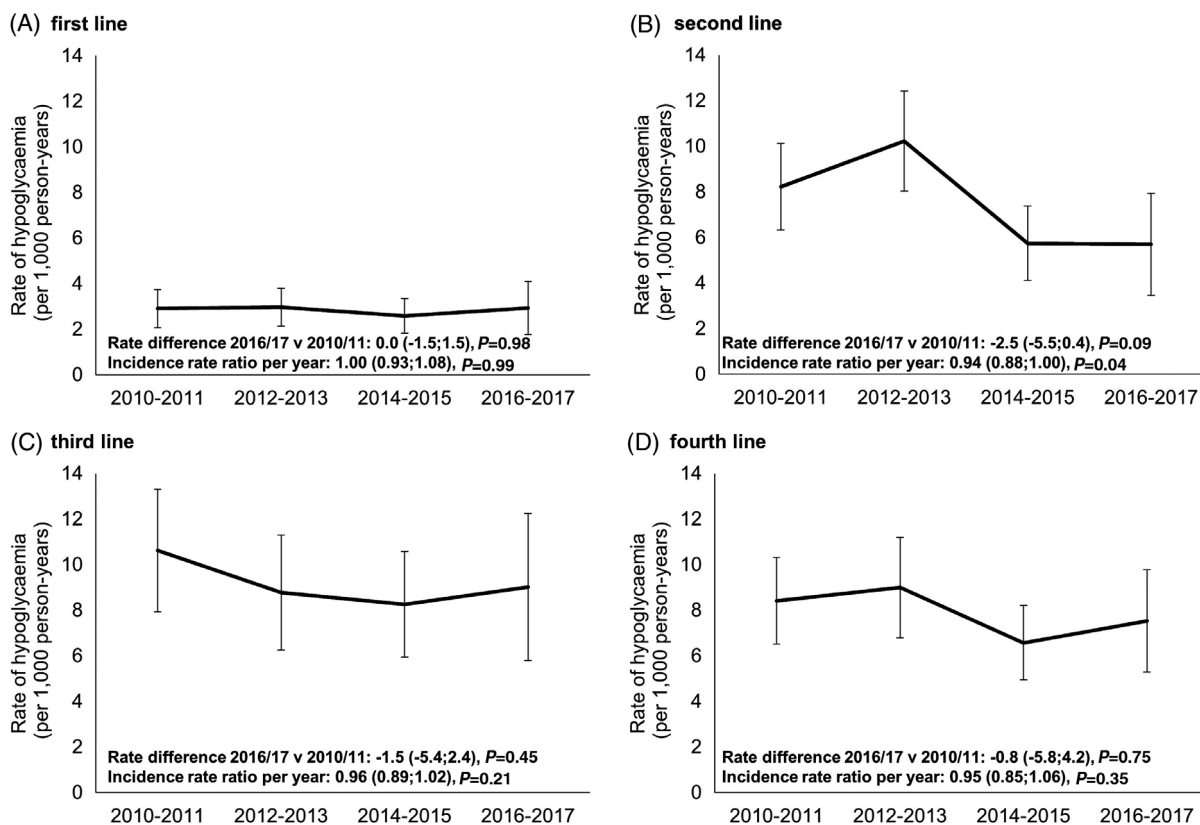 (A) first line
Rate of hypoglycaemia
(per 1,000 person-years)
14
12
10
8
6
4
2
0
Rate difference 2016/17 v 2010/11: 0.0 (-1.5;1.5), P=0.98
Incidence rate ratio per year: 1.00 (0.93;1.08), P=0.99
2010-2011 2012-2013 2014-2015 2016-2017
(B) second line
Rate of hypoglycaemia
(per 1,000 person-years)
14
12
10
8
6
4
2
0
Rate difference 2016/17 v 2010/11: -2.5 (-5.5;0.4), P=0.09
Incidence rate ratio per year: 0.94 (0.88;1.00), P=0.04
2010-2011 2012-2013 2014-2015 2016-2017
(C) third line
Rate of hypoglycaemia
(per 1,000 person-years)
14
12
10
8
6
4
2
0
Rate difference 2016/17 v 2010/11: -1.5 (-5.4;2.4), P=0.45
Incidence rate ratio per year: 0.96 (0.89;1.02), P=0.21
2010-2011 2012-2013 2014-2015 2016-2017
(D) fourth line
Rate of hypoglycaemia
(per 1,000 person-years)
14
12
10
8
6
4
2
0
Rate difference 2016/17 v 2010/11: -0.8 (-5.8;4.2), P=0.75
Incidence rate ratio per year: 0.95 (0.85;1.06), P=0.35
2010-2011 2012-2013 2014-2015 2016-2017